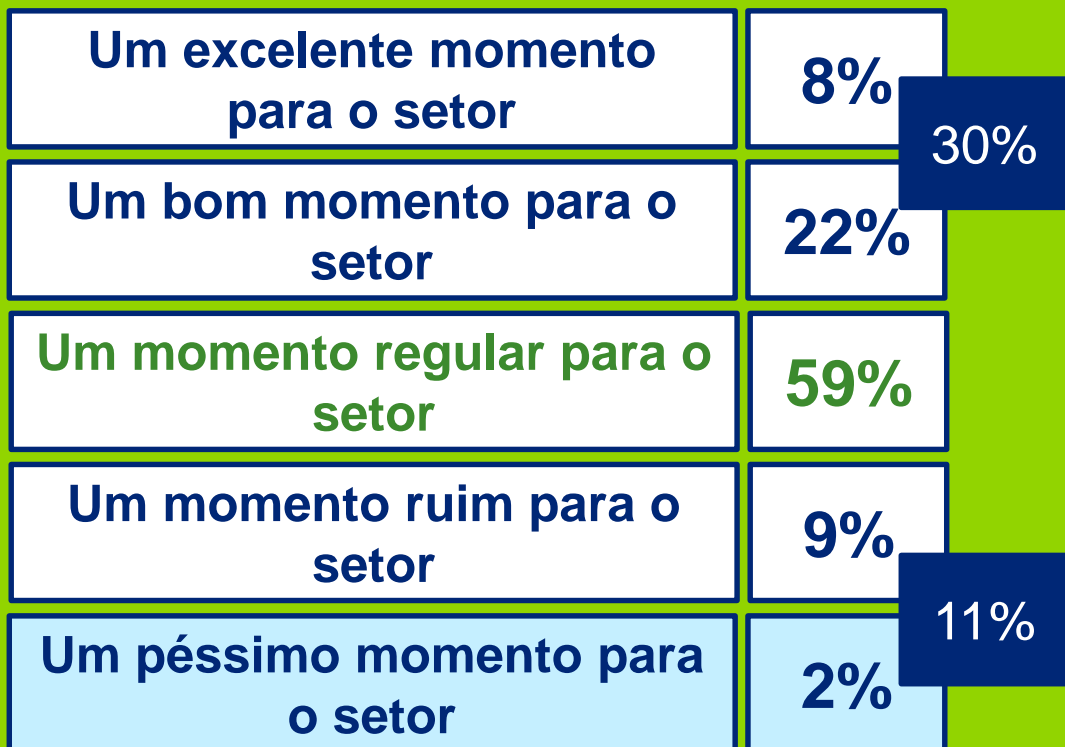 Um excelente momento
para o setor
8%
30%
Um bom momento para o
setor
22%
Um momento regular para o
setor
59%
Um momento ruim para o
setor
9%
11%
Um péssimo momento para
o setor
2%